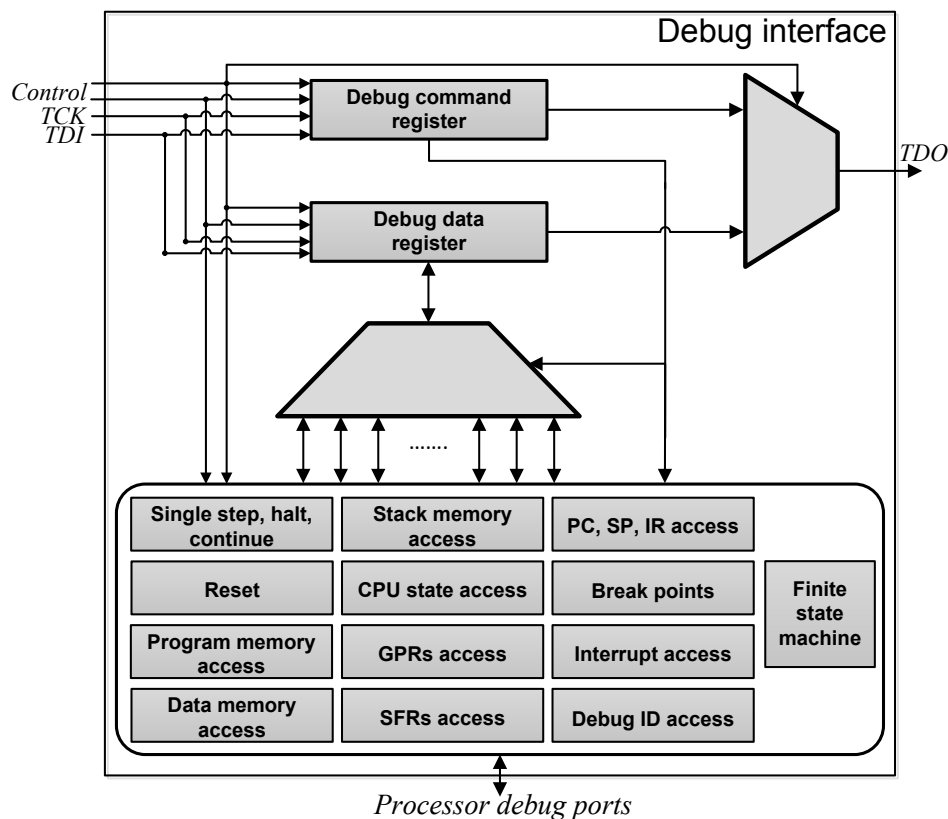 Debug interface
Control
TCK
TDI
Debug command
register
TDO
Debug data
register
.......
Single step, halt,
continue
Stack memory
access
PC, SP, IR access
Reset
CPU state access
Break points
Finite
state
machine
Program memory
access
GPRs access
Interrupt access
Data memory
access
SFRs access
Debug ID access
Processor debug ports